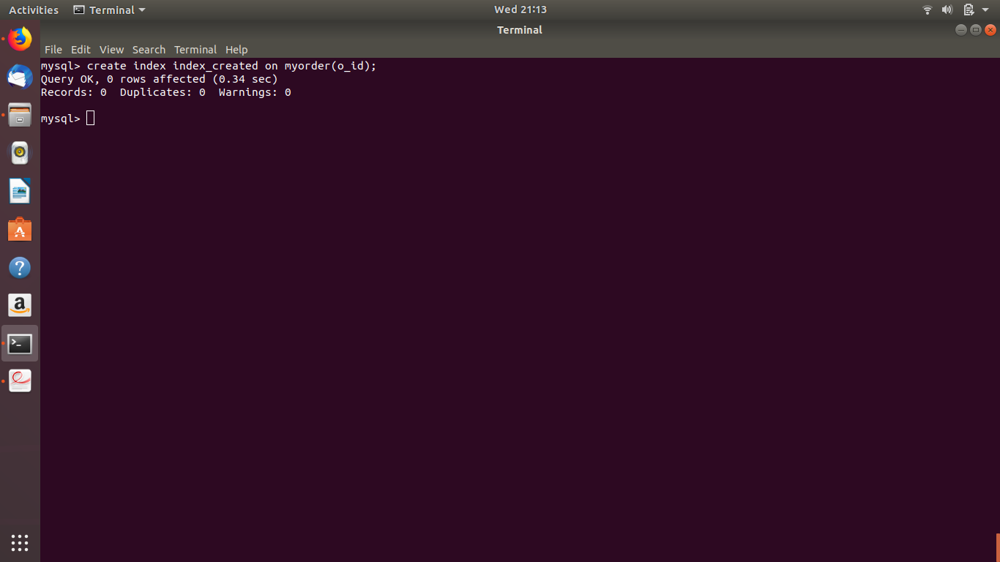 Activities Terminal Wed 21:13
Terminal
File Edit View Search Terminal Help
mysql> create index index_created on myorder(o_id);
Query OK, 0 rows affected (0.34 sec)
Records: 0  Duplicates: 0  Warnings: 0
mysql>